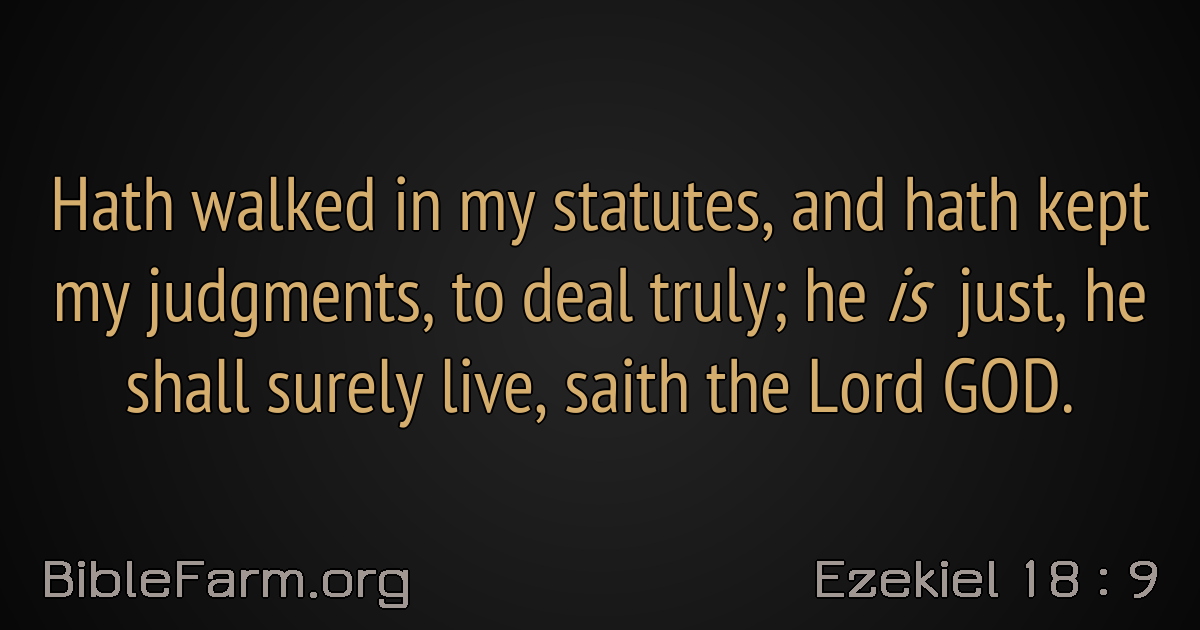 Hath walked in my statutes, and hath kept
my judgments, to deal truly; he is just, he
shall surely live, saith the Lord GOD.
BibleFarm.org
Ezekiel 18 : 9